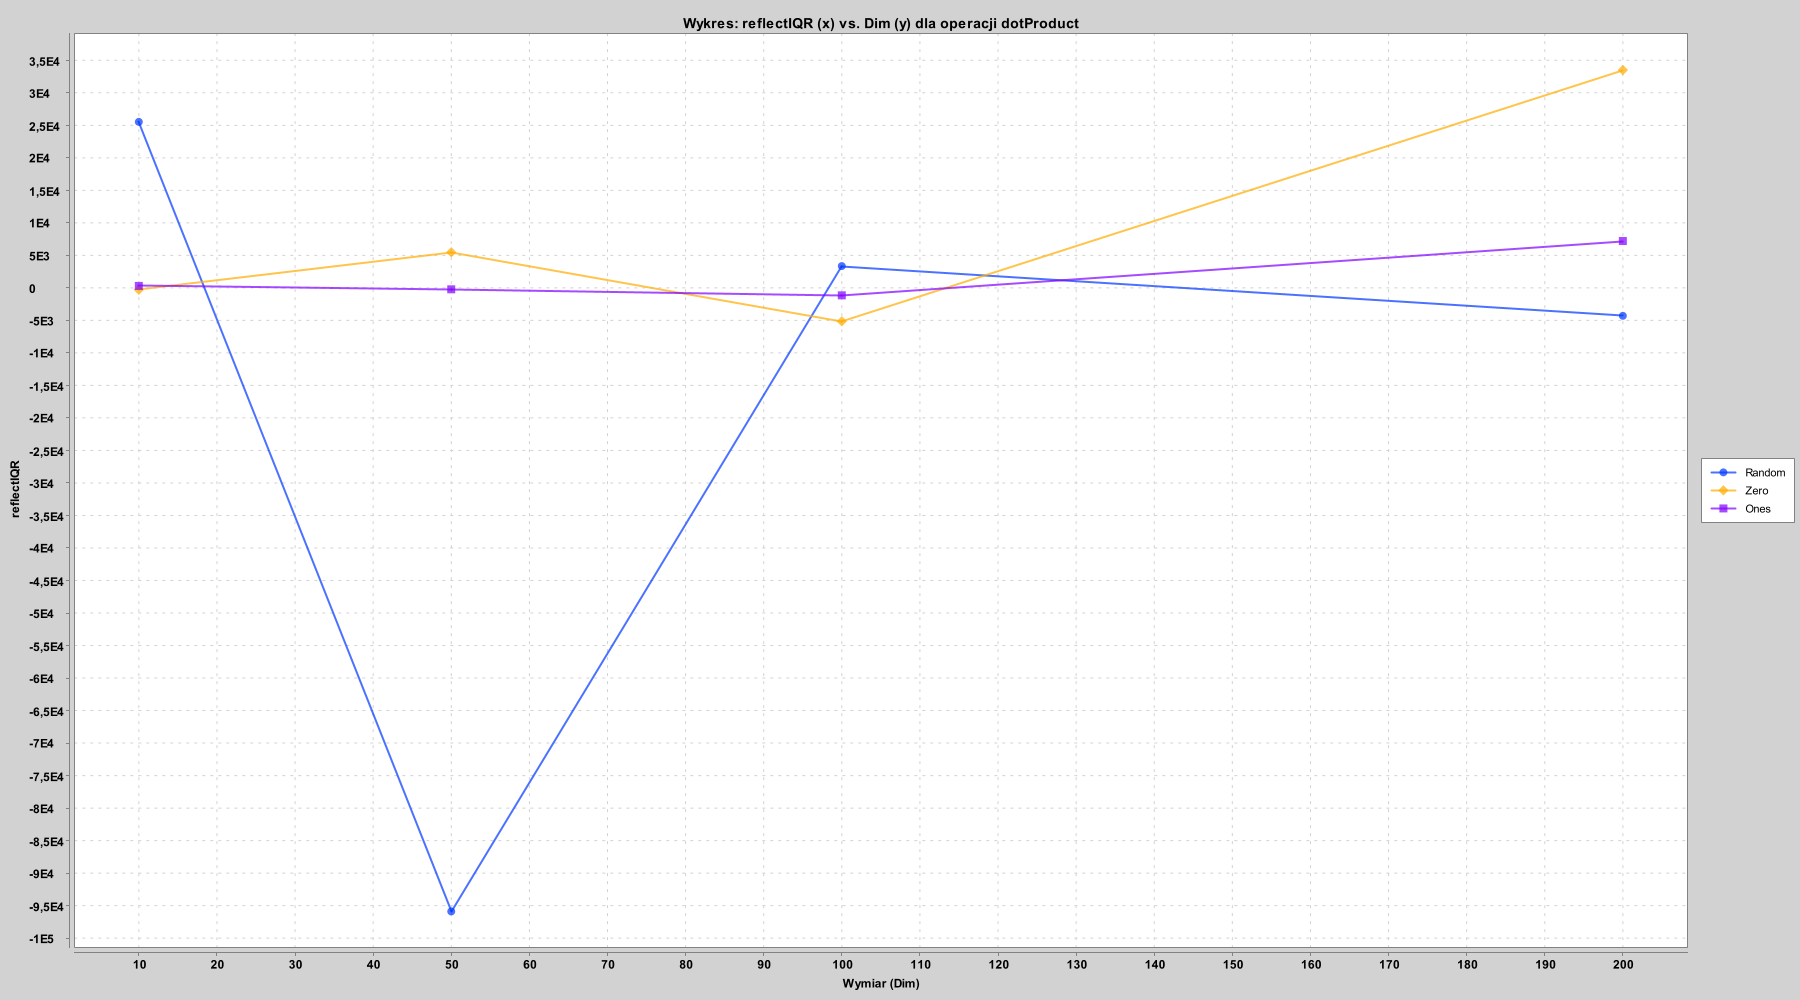 Wykres: reflectIQR (x) vs. Dim (y) dla operacji dotProduct
3,5E4
3E4
2,5E4
2E4
1,5E4
1E4
5E3
0
-5E3
-1E4
-1,5E4
-2E4
-2,5E4
-3E4
-3,5E4
-4E4
-4,5E4
-5E4
-5,5E4
-6E4
-6,5E4
-7E4
-7,5E4
-8E4
-8,5E4
-9E4
-9,5E4
-1E5
reflectIQR
10 20 30 40 50 60 70 80 90 100 110 120 130 140 150 160 170 180 190 200
Wymiar (Dim)
Random
Zero
Ones